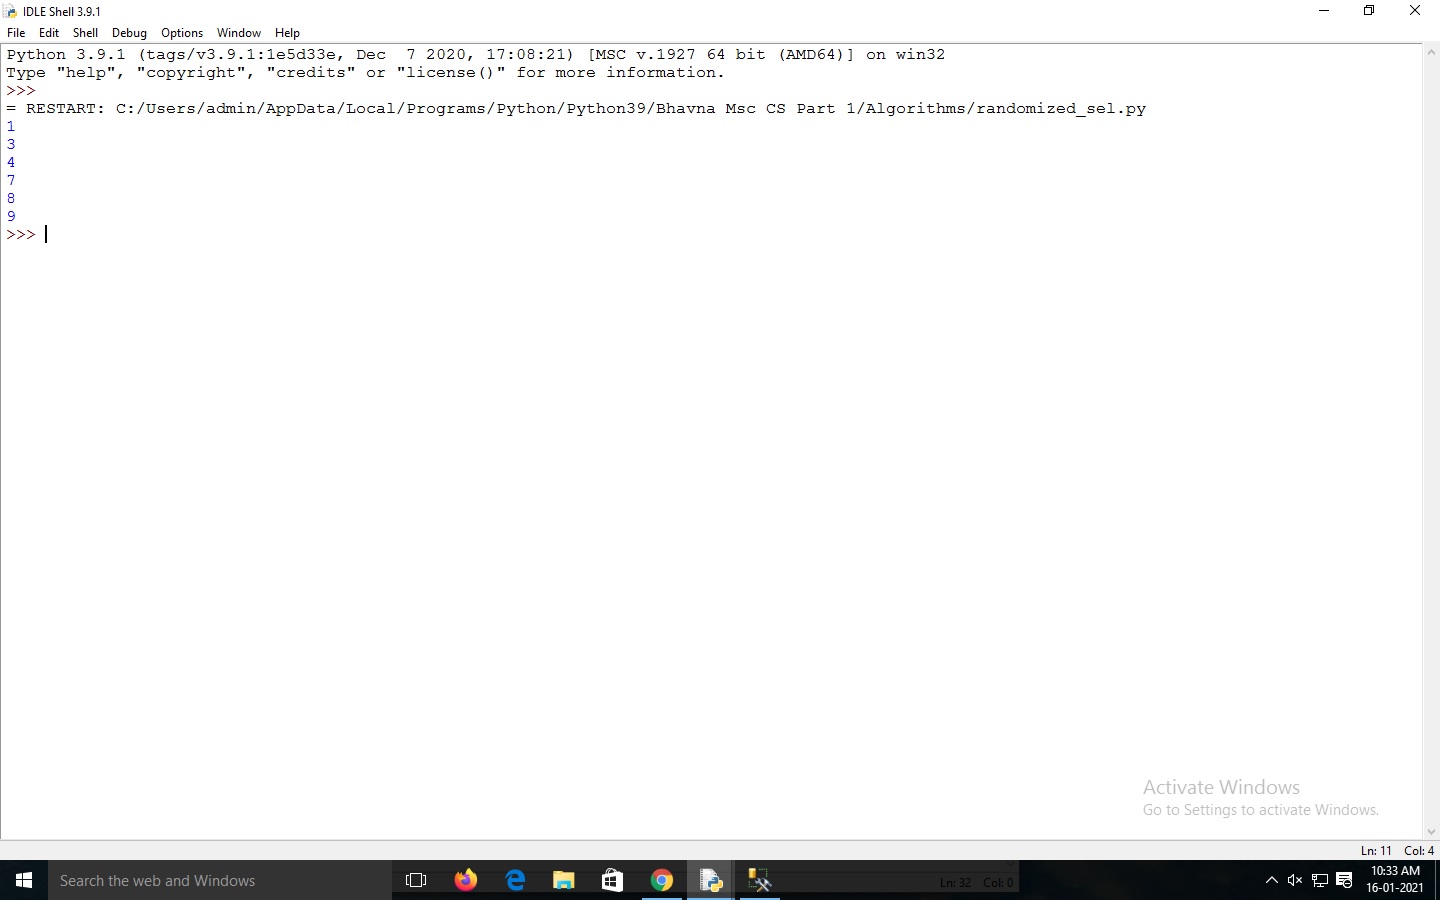 IDLE Shell 3.9.1
File Edit Shell Debug Options Window Help
Python 3.9.1 (tags/v3.9.1:1e5d33e, Dec  7 2020, 17:08:21) [MSC v.1927 64 bit (AMD64)] on win32
Type "help", "copyright", "credits" or "license()" for more information.
>>>
= RESTART: C:/Users/admin/AppData/Local/Programs/Python/Python39/Bhavna Msc CS Part 1/Algorithms/randomized_sel.py
1
3
4
7
8
9
>>>
Activate Windows
Go to Settings to activate Windows.
Ln: 11 Col: 4
Search the web and Windows
Ln: 32 Col: 0
10:33 AM
16-01-2021